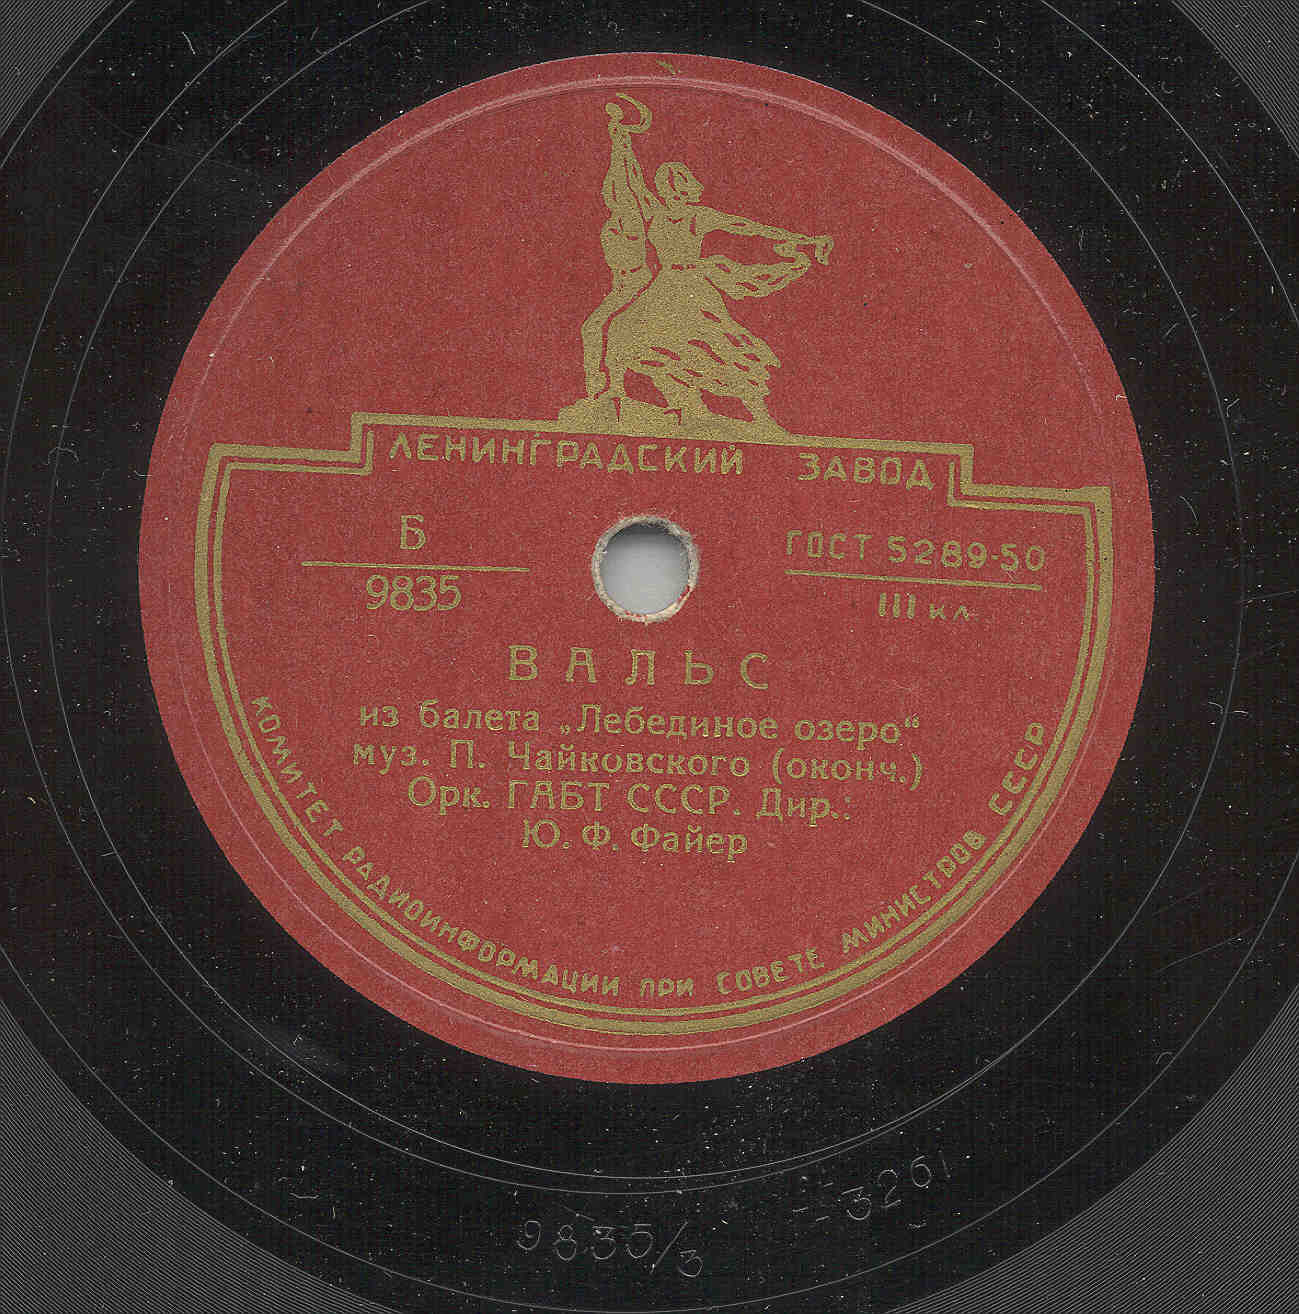 ЛЕНИНГРАДСКИЙ ЗАВОД
Б
9835
ГОСТ 5289-50
III кл
ВАЛЬС
из балета „Лебединое озеро“
муз. П. Чайковского (оконч.)
Орк. ГАБТ СССР. Дир.:
Ю. Ф. Файер
КОМИТЕТ РАДИОИНФОРМАЦИИ ПРИ СОВЕТЕ МИНИСТРОВ СССР
9835/3
3261